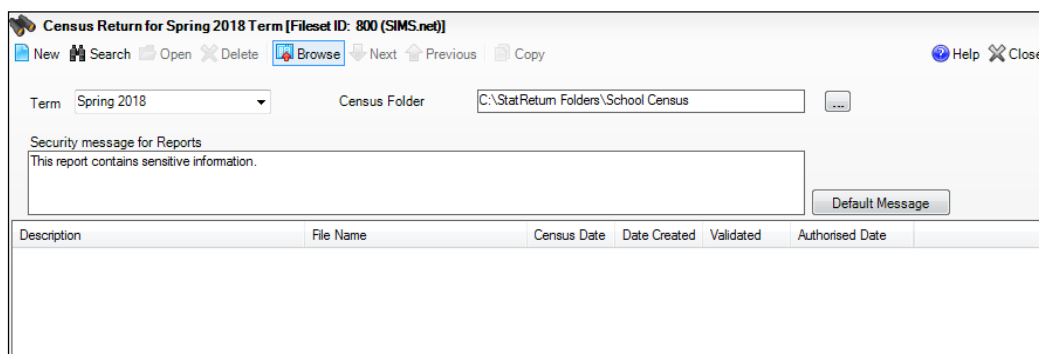 Census Return for Spring 2018 Term [Fileset ID: 800 (SIMS.net)]
New Search Open Delete Browse Next Previous Copy Help Close
Term Spring 2018 Census Folder C:\StatReturn Folders\School Census ...
Security message for Reports
This report contains sensitive information.
Default Message
Description File Name Census Date Date Created Validated Authorised Date